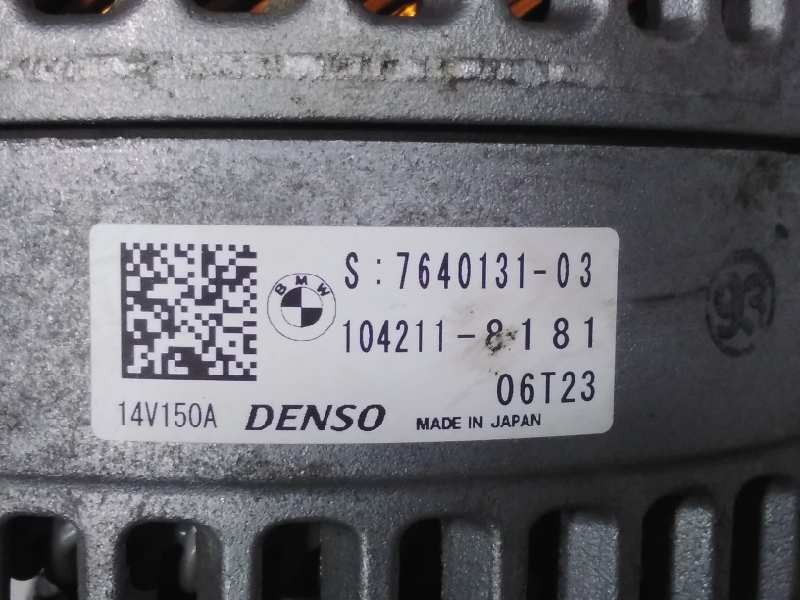 BMW
S:7640131-03
104211-8181
06T23
14V150A DENSO MADE IN JAPAN